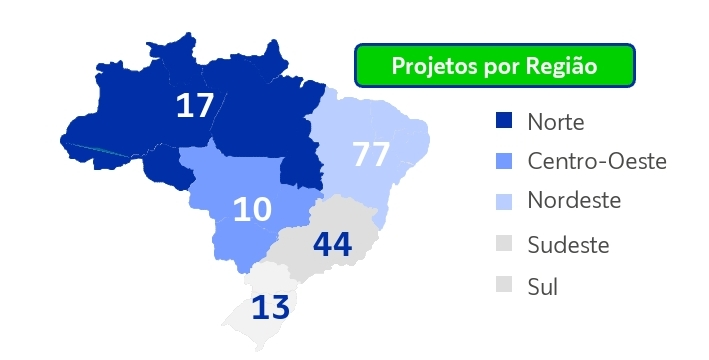 Projetos por Região
17
77
10
44
13
Norte
Centro-Oeste
Nordeste
Sudeste
Sul